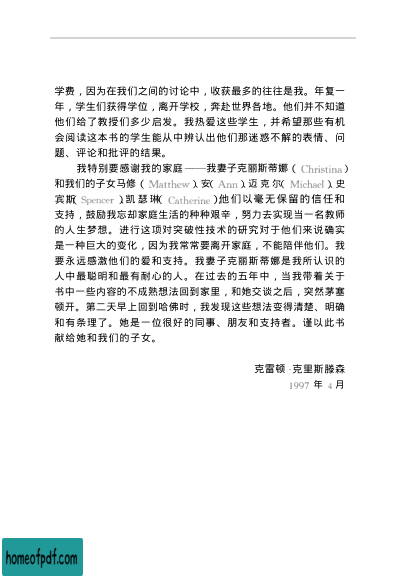 学费，因为在我们之间的讨论中，收获最多的往往是我。年复一
年，学生们获得学位，离开学校，奔赴世界各地。他们并不知道
他们给了教授们多少启发。我热爱这些学生，并希望那些有机
会阅读这本书的学生能从中辨认出他们那迷惑不解的表情、问
题、评论和批评的结果。
我特别要感谢我的家庭——我妻子克丽斯蒂娜（Christina）
和我们的子女马修（Matthew）、安（Ann）、迈克尔（Michael）、史
宾斯（Spencer）、凯瑟琳（Catherine）。他们以毫无保留的信任和
支持，鼓励我忘却家庭生活的种种艰辛，努力去实现当一名教师
的人生梦想。进行这项对突破性技术的研究对于他们来说确实
是一种巨大的变化，因为我常常要离开家庭，不能陪伴他们。我
要永远感激他们的爱和支持。我妻子克丽斯蒂娜是我所认识的
人中最聪明和最有耐心的人。在过去的五年中，当我带着关于
书中一些内容的不成熟想法回到家里，和她交谈之后，突然茅塞
顿开。第二天早上回到哈佛时，我发现这些想法变得清楚、明确
和有条理了。她是一位很好的同事、朋友和支持者。谨以此书
献给她和我们的子女。
克雷顿·克里斯滕森
1997 年 4 月
homeofpdf.com